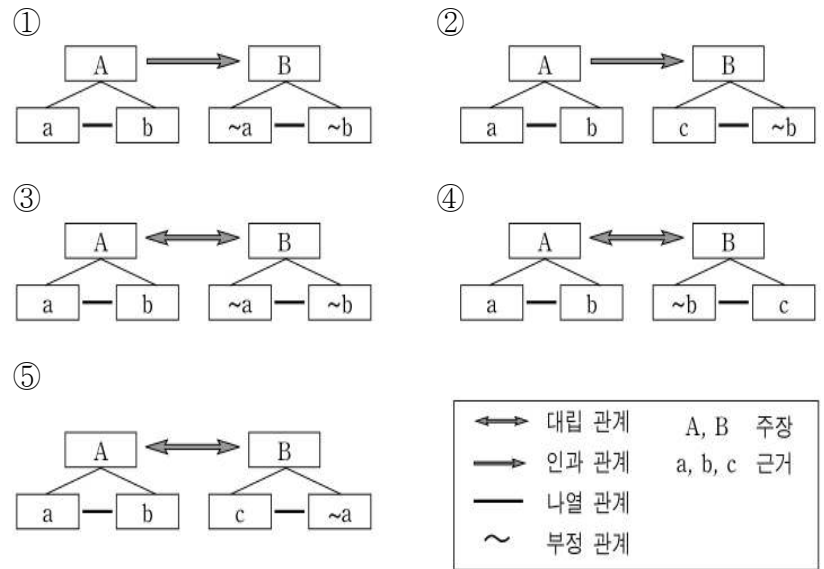 ① ②
A B A B
a b ~a ~b a b c ~b
③ ④
A B A B
a b ~a ~b a b ~b c
⑤
A B
a b c ~a
대립 관계 A, B 주장
인과 관계 a, b, c 근거
나열 관계
~ 부정 관계